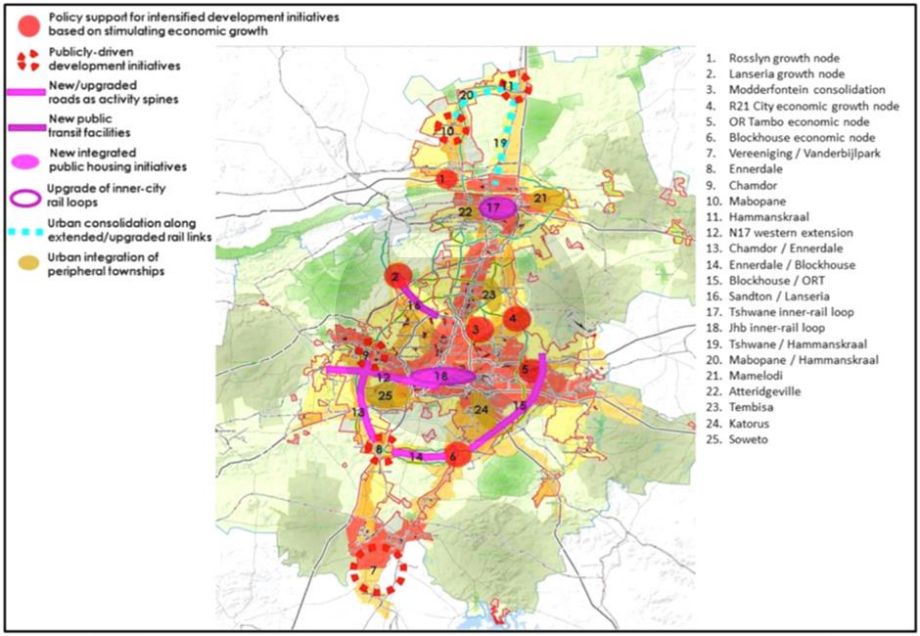 Policy support for intensified development initiatives
based on stimulating economic growth
Publicly-driven
development initiatives
New/upgraded
roads as activity spines
New public
transit facilities
New integrated
public housing initiatives
Upgrade of inner-city
rail loops
Urban consolidation along
extended/upgraded rail links
Urban integration of
peripheral townships
20
11
10
19
1
22
17
21
2
16
23
3
4
9
12
18
5
25
13
24
15
8
14
6
7
1. Rosslyn growth node
2. Lanseria growth node
3. Modderfontein consolidation
4. R21 City economic growth node
5. OR Tambo economic node
6. Blockhouse economic node
7. Vereeniging / Vanderbijlpark
8. Ennerdale
9. Chamdor
10. Mabopane
11. Hammanskraal
12. N17 western extension
13. Chamdor / Ennerdale
14. Ennerdale / Blockhouse
15. Blockhouse / ORT
16. Sandton / Lanseria
17. Tshwane inner-rail loop
18. Jhb inner-rail loop
19. Tshwane / Hammanskraal
20. Mabopane / Hammanskraal
21. Mamelodi
22. Atteridgeville
23. Tembisa
24. Katorus
25. Soweto